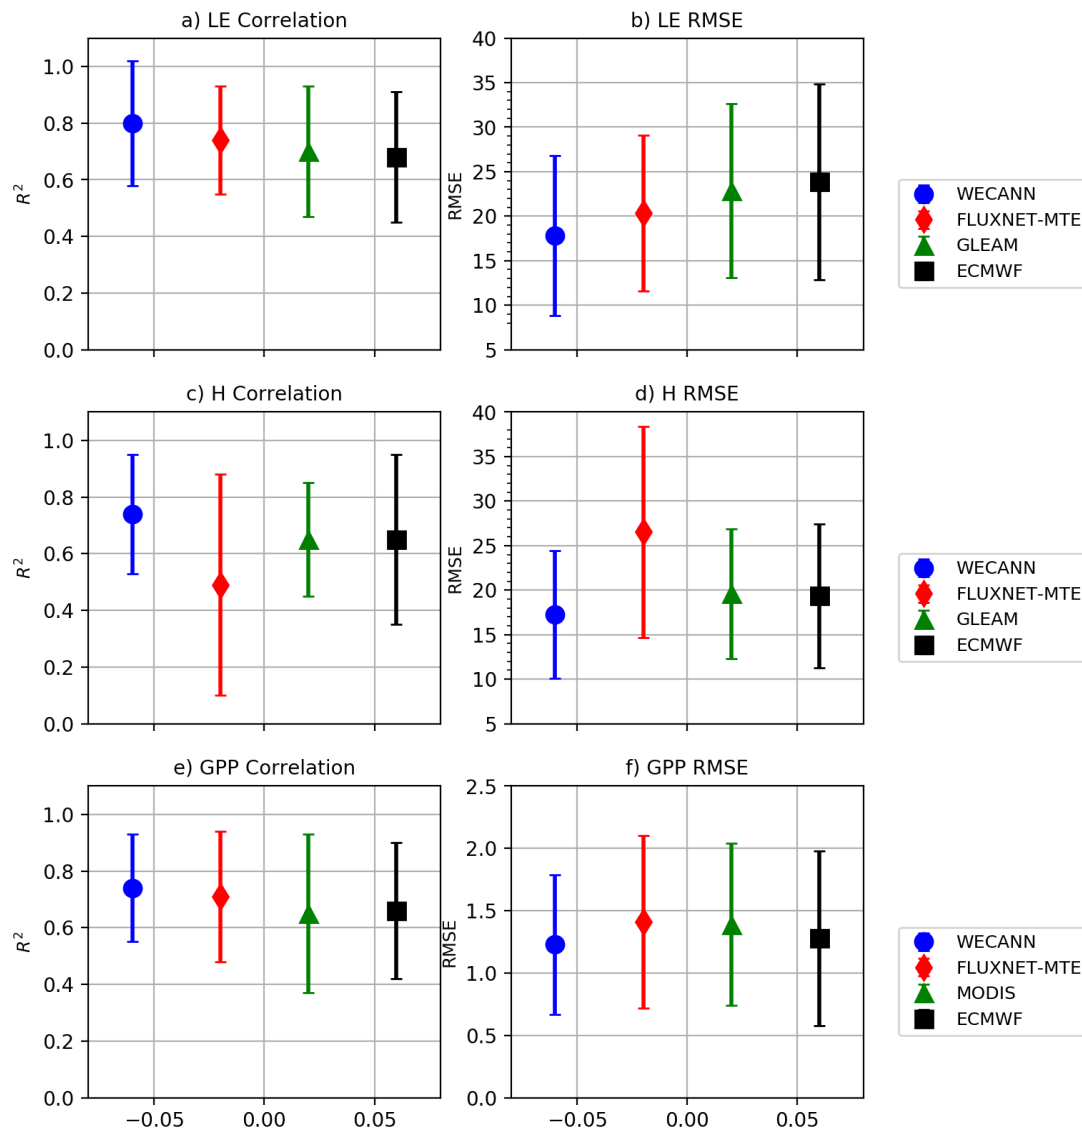 a) LE Correlation
b) LE RMSE
1.0
0.8
0.6
0.4
0.2
0.0
R²
40
35
30
25
20
15
10
5
RMSE
WECANN
FLUXNET-MTE
GLEAM
ECMWF
c) H Correlation
d) H RMSE
1.0
0.8
0.6
0.4
0.2
0.0
R²
40
35
30
25
20
15
10
5
RMSE
WECANN
FLUXNET-MTE
GLEAM
ECMWF
e) GPP Correlation
f) GPP RMSE
1.0
0.8
0.6
0.4
0.2
0.0
R²
2.5
2.0
1.5
1.0
0.5
0.0
RMSE
WECANN
FLUXNET-MTE
MODIS
ECMWF
−0.05 0.00 0.05
−0.05 0.00 0.05